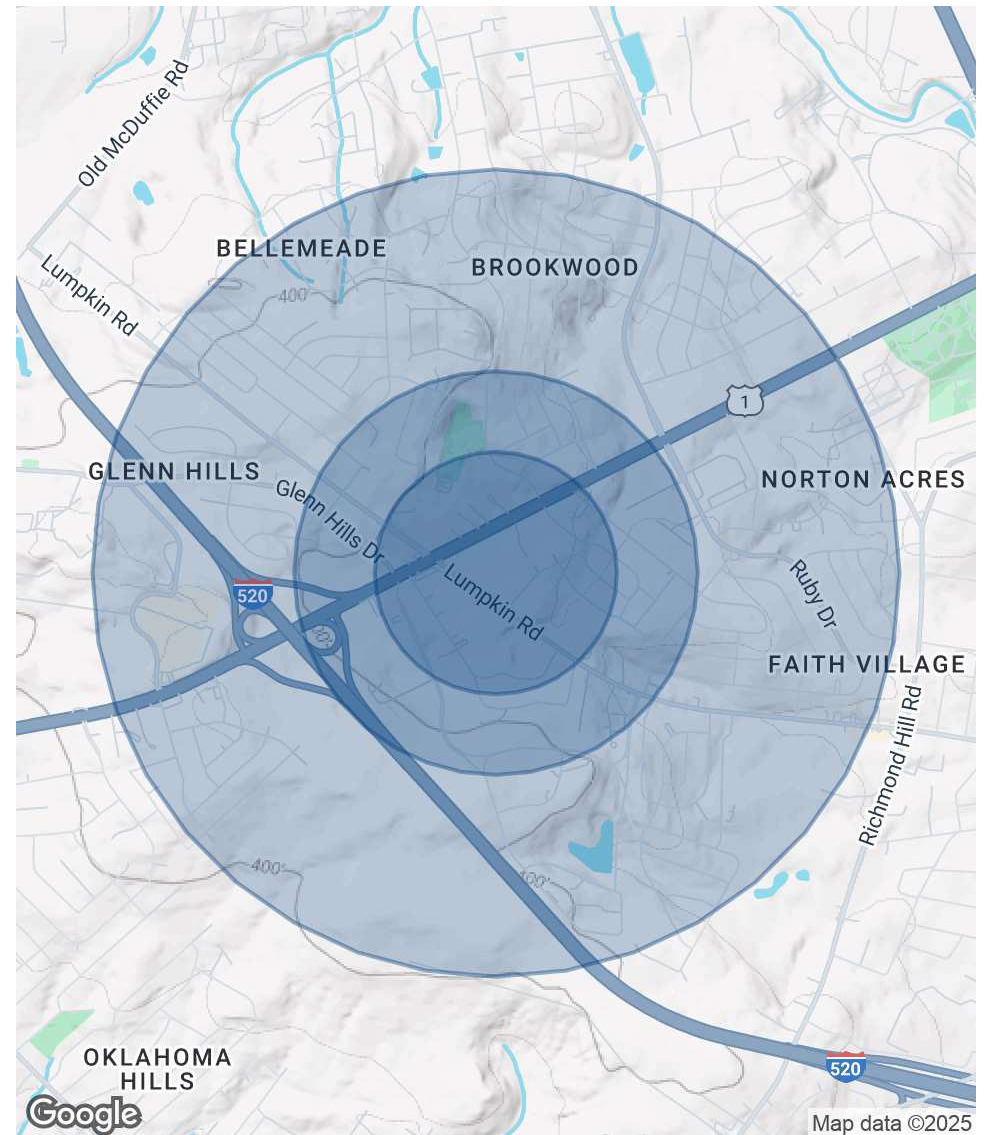 Old McDuffie Rd
BELLEMEADE
BROOKWOOD
Lumpkin Rd
400'
1
GLENN HILLS
NORTON ACRES
Glenn Hills Dr
520
Lumpkin Rd
Ruby Dr
FAITH VILLAGE
Richmond Hill Rd
400'
400'
OKLAHOMA
HILLS
520
Google
Map data ©2025